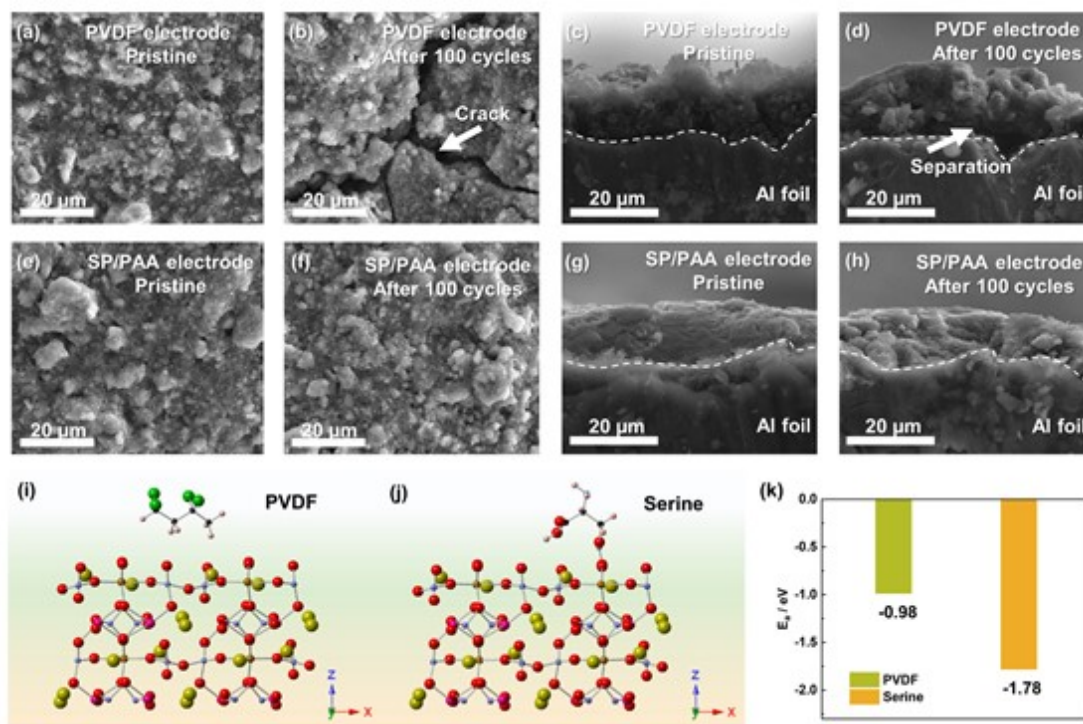 (a) PVDF electrode
Pristine
20 μm
(b) PVDF electrode
After 100 cycles
Crack
20 μm
(c) PVDF electrode
Pristine
20 μm
Al foil
(d) PVDF electrode
After 100 cycles
Separation
20 μm
Al foil
(e) SP/PAA electrode
Pristine
20 μm
(f) SP/PAA electrode
After 100 cycles
20 μm
(g) SP/PAA electrode
Pristine
20 μm
Al foil
(h) SP/PAA electrode
After 100 cycles
20 μm
Al foil
(i) PVDF
Z
y X
(j) Serine
Z
y X
(k)
Ea / eV
0.0
-0.5
-1.0
-1.5
-2.0
-0.98
-1.78
PVDF
Serine